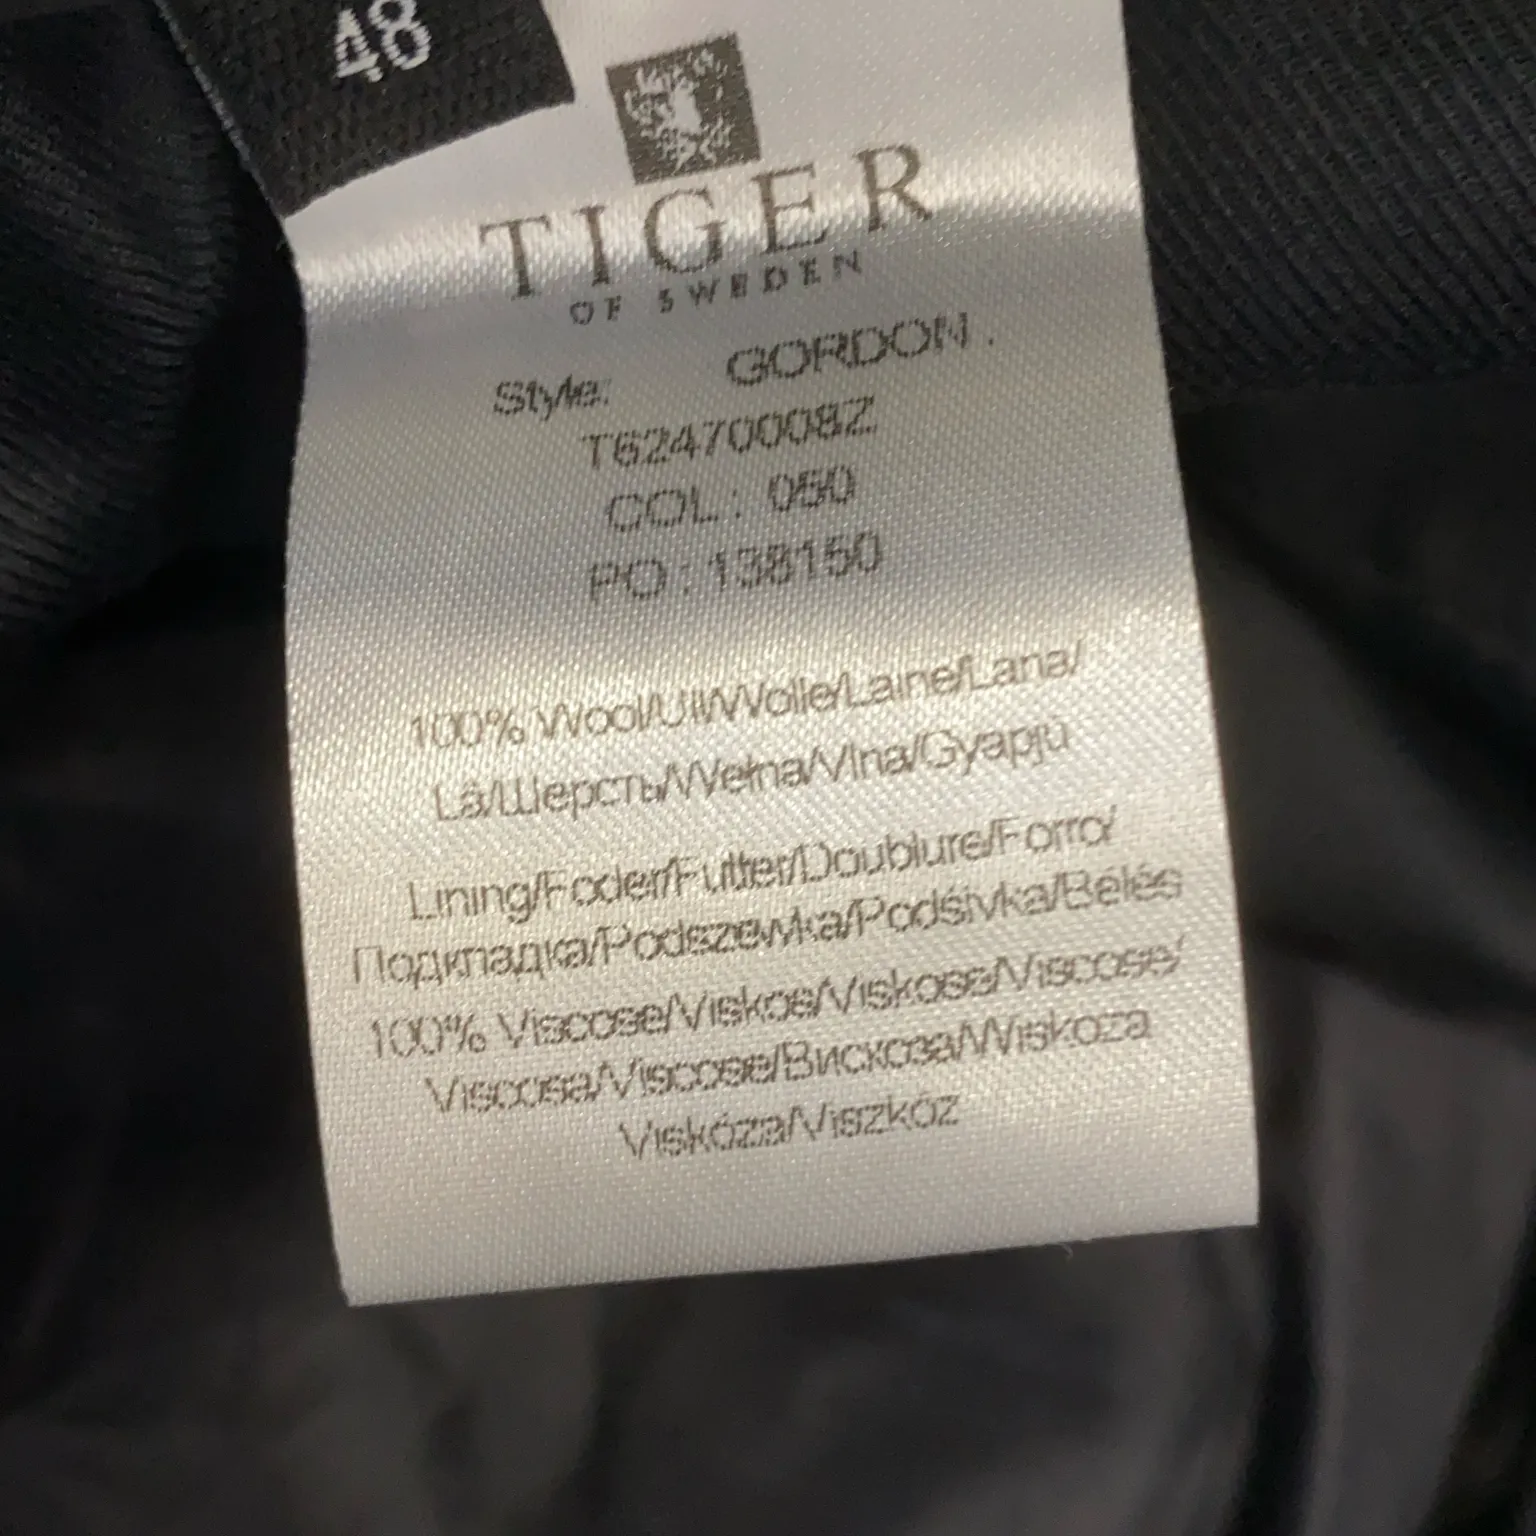 48
TIGER
OF SWEDEN
Style: GORDON.
T62470008Z
COL: 050
PO: 138150
100% Wool/Ull/Wolle/Laine/Lana/
Lã/Шерсть/Wełna/Vlna/Gyapjú
Lining/Foder/Futter/Doublure/Forro/
Подкладка/Podszewka/Podšívka/Bélés
100% Viscose/Viskos/Viskose/Viscose/
Viscosa/Viscose/Вискоза/Wiskoza
Viskóza/Viszkóz